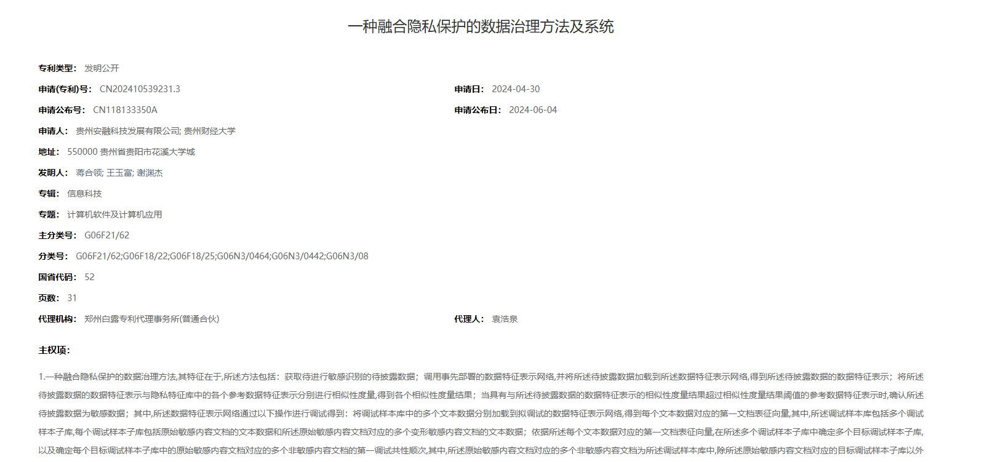 一种融合隐私保护的数据治理方法及系统
专利类型： 发明公开
申请(专利)号： CN202410539231.3 申请日： 2024-04-30
申请公布号： CN118133350A 申请公布日： 2024-06-04
申请人： 贵州安融科技发展有限公司; 贵州财经大学
地址： 550000 贵州省贵阳市花溪大学城
发明人： 蒋合领; 王玉富; 谢渊杰
专辑： 信息科技
专题： 计算机软件及计算机应用
主分类号： G06F21/62
分类号： G06F21/62;G06F18/22;G06F18/25;G06N3/0464;G06N3/0442;G06N3/08
国省代码： 52
页数： 31
代理机构： 郑州白露专利代理事务所(普通合伙) 代理人： 袁浩泉
主权项：
1.一种融合隐私保护的数据治理方法,其特征在于,所述方法包括：获取待进行敏感识别的待披露数据；调用事先部署的数据特征表示网络,并将所述待披露数据加载到所述数据特征表示网络,得到所述待披露数据的数据特征表示；将所述
待披露数据的数据特征表示与隐私特征库中的各个参考数据特征表示分别进行相似性度量,得到各个相似性度量结果；当具有与所述待披露数据的数据特征表示的相似性度量结果超过相似性度量结果阈值的参考数据特征表示时,确认所述
待披露数据为敏感数据；其中,所述数据特征表示网络通过以下操作进行调试得到：将调试样本库中的多个文本数据分别加载到拟调试的数据特征表示网络,得到每个文本数据对应的第一文档表征向量,其中,所述调试样本库包括多个调试
样本子库,每个调试样本子库包括原始敏感内容文档的文本数据和所述原始敏感内容文档对应的多个变形敏感内容文档的文本数据；依据所述每个文本数据对应的第一文档表征向量,在所述多个调试样本子库中确定多个目标调试样本子库,
以及确定每个目标调试样本子库中的原始敏感内容文档对应的多个非敏感内容文档的第一调试共性顺次,其中,所述原始敏感内容文档对应的多个非敏感内容文档为所述调试样本库中,除所述原始敏感内容文档对应的目标调试样本子库以外